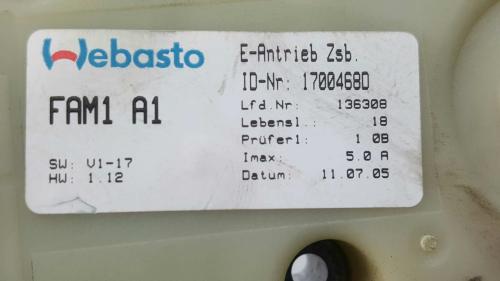 Webasto
FAM1 A1
SW: V1-17
HW: 1.12
E-Antrieb Zsb.
ID-Nr: 1700468D
Lfd.Nr: 136308
Lebensl.: 18
Prüfer1: 1 0B
Imax: 5.0 A
Datum: 11.07.05